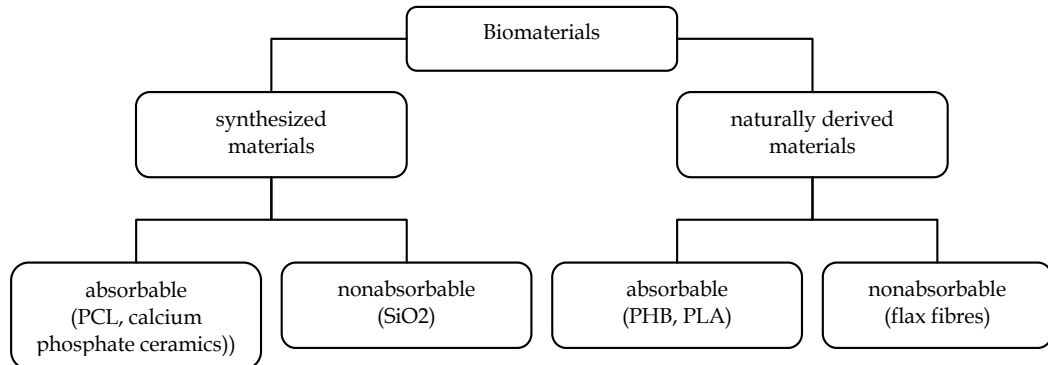 Biomaterials
synthesized
materials
naturally derived
materials
absorbable
(PCL, calcium
phosphate ceramics))
nonabsorbable
(SiO2)
absorbable
(PHB, PLA)
nonabsorbable
(flax fibres)